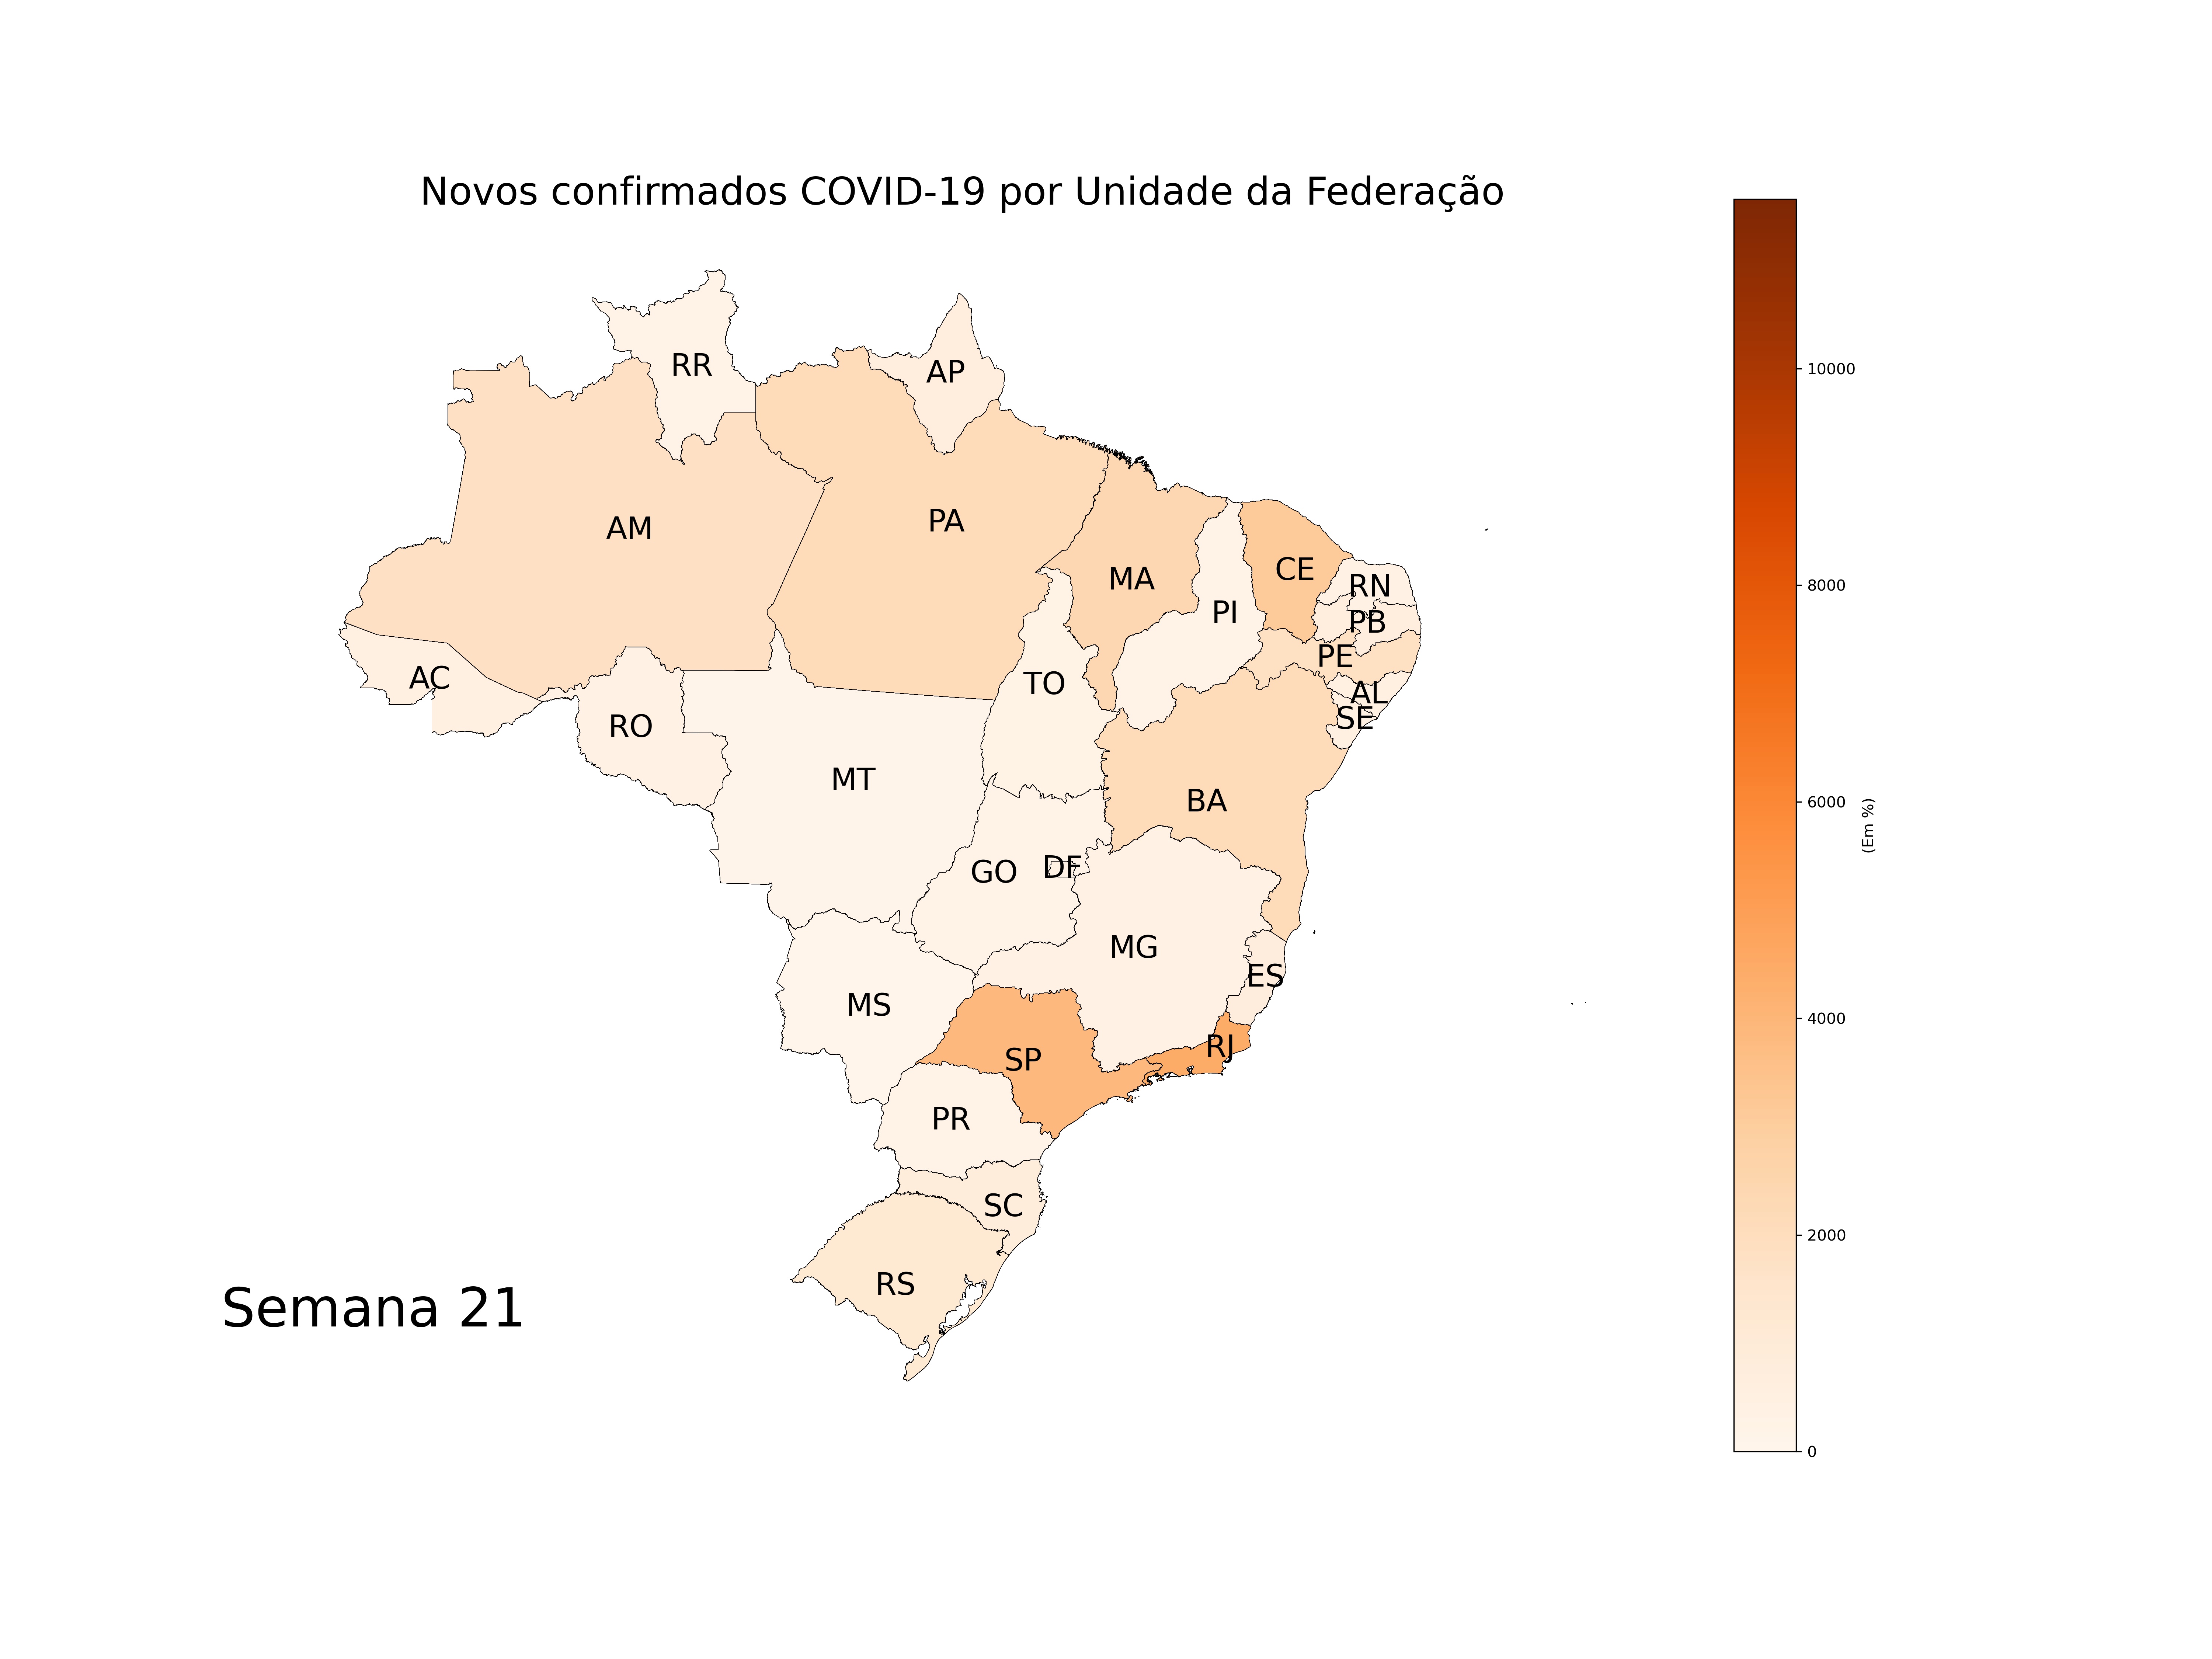 Novos confirmados COVID-19 por Unidade da Federação
RR
AP
AM
PA
MA
CE
RN
PI
PB
PE
AC
TO
AL
SE
RO
MT
BA
GO
DF
MG
ES
MS
RJ
SP
PR
SC
RS
Semana 21
10000
8000
6000
4000
2000
0
(Em %)